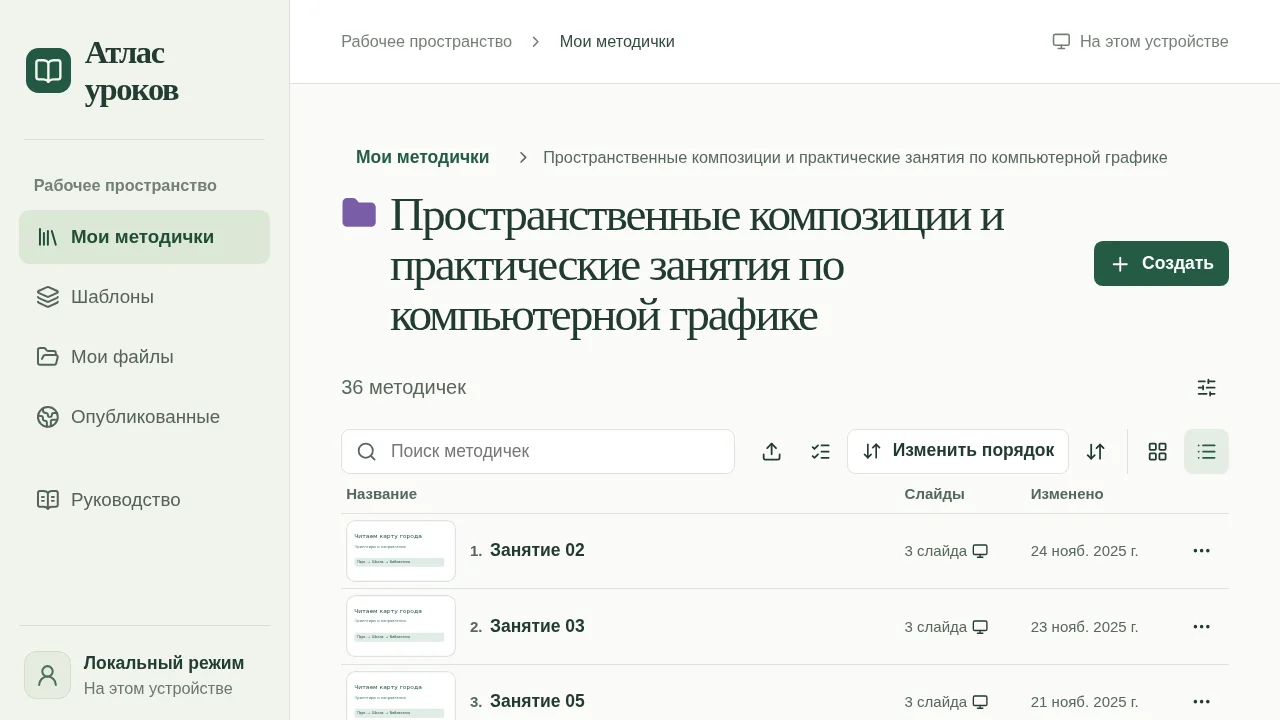 Атлас
уроков
Рабочее пространство
Мои методички
Шаблоны
Мои файлы
Опубликованные
Руководство
Локальный режим
На этом устройстве
Рабочее пространство > Мои методички
На этом устройстве
Мои методички > Пространственные композиции и практические занятия по компьютерной графике
Пространственные композиции и
практические занятия по
компьютерной графике
Создать
36 методичек
Поиск методичек
Изменить порядок
Название Слайды Изменено
Читаем карту города
1. Занятие 02 3 слайда 24 нояб. 2025 г.
Читаем карту города
2. Занятие 03 3 слайда 23 нояб. 2025 г.
Читаем карту города
3. Занятие 05 3 слайда 21 нояб. 2025 г.